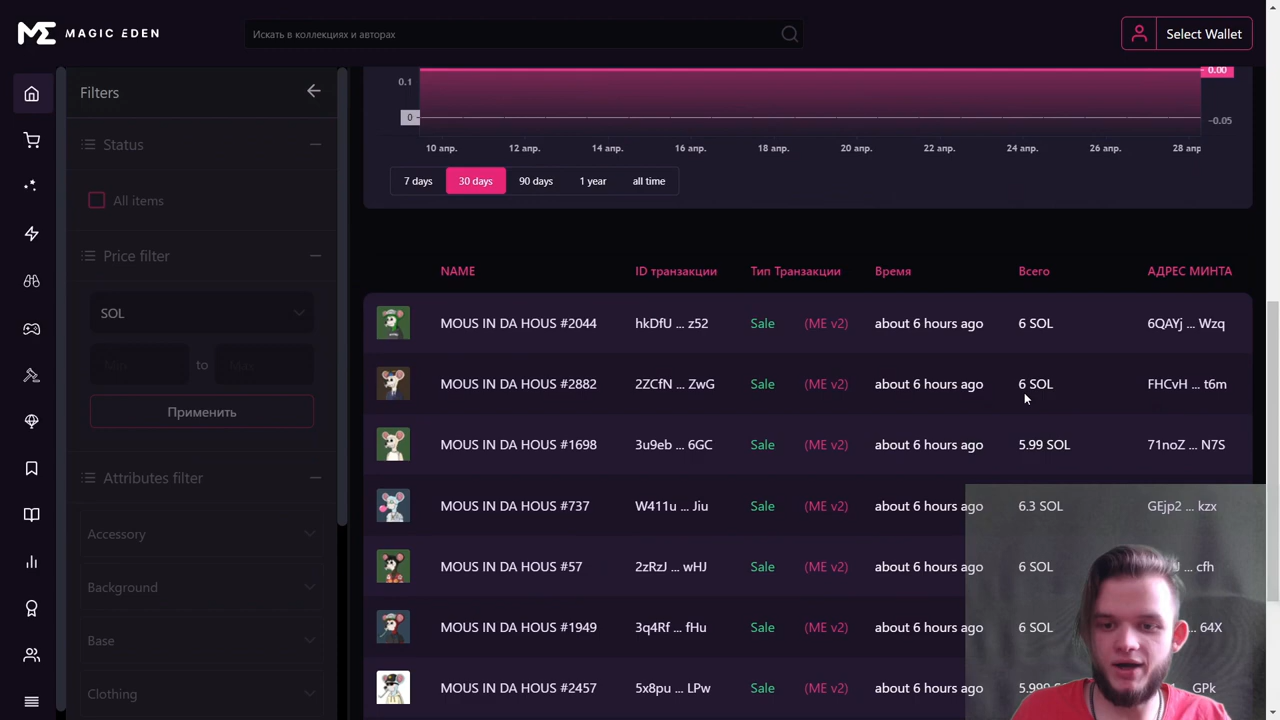 MAGIC EDEN
Искать в коллекциях и авторах
Select Wallet
Filters
Status
All items
Price filter
SOL
Min
to
Max
Применить
Attributes filter
Accessory
Background
Base
Clothing
0.1
0
0.00
−0.05
10 апр. 12 апр. 14 апр. 16 апр. 18 апр. 20 апр. 22 апр. 24 апр. 26 апр. 28 апр
7 days 30 days 90 days 1 year all time
NAME ID транзакции Тип Транзакции Время Всего АДРЕС МИНТА
MOUS IN DA HOUS #2044 hkDfU ... z52 Sale (ME v2) about 6 hours ago 6 SOL 6QAYj ... Wzq
MOUS IN DA HOUS #2882 2ZCfN ... ZwG Sale (ME v2) about 6 hours ago 6 SOL FHCvH ... t6m
MOUS IN DA HOUS #1698 3u9eb ... 6GC Sale (ME v2) about 6 hours ago 5.99 SOL 71noZ ... N7S
MOUS IN DA HOUS #737 W411u ... Jiu Sale (ME v2) about 6 hours ago 6.3 SOL GEjp2 ... kzx
MOUS IN DA HOUS #57 2zRzJ ... wHJ Sale (ME v2) about 6 hours ago 6 SOL ... cfh
MOUS IN DA HOUS #1949 3q4Rf ... fHu Sale (ME v2) about 6 hours ago 6 SOL ... 64X
MOUS IN DA HOUS #2457 5x8pu ... LPw Sale (ME v2) about 6 hours ago 5.999 GPk